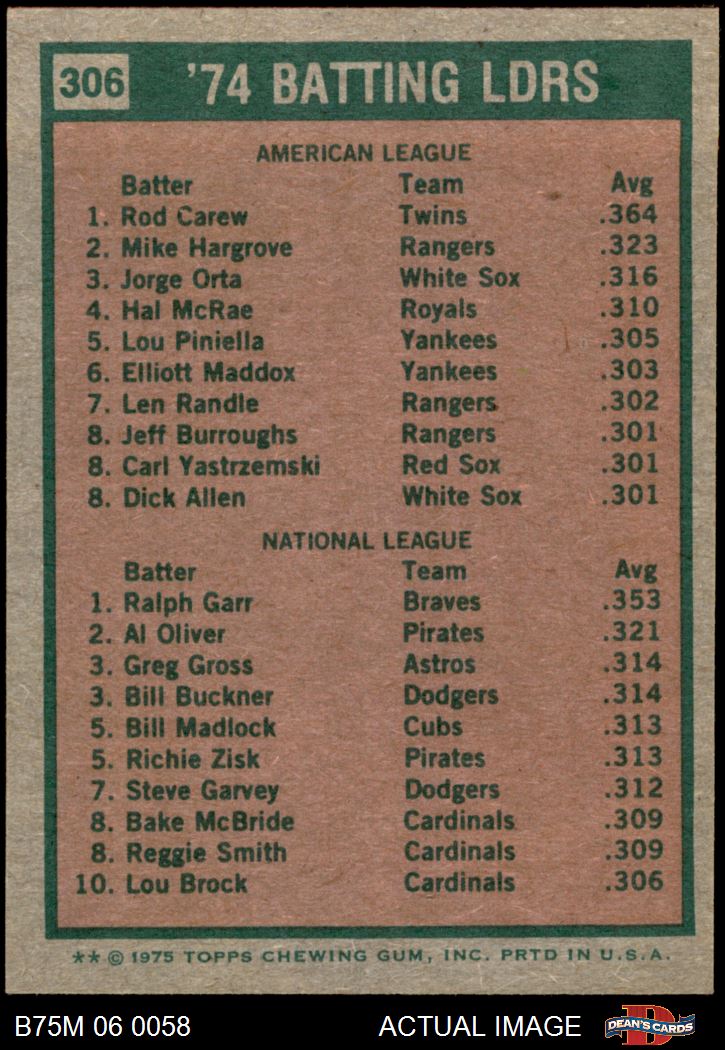 306 '74 BATTING LDRS
AMERICAN LEAGUE
Batter Team Avg
1. Rod Carew Twins .364
2. Mike Hargrove Rangers .323
3. Jorge Orta White Sox .316
4. Hal McRae Royals .310
5. Lou Piniella Yankees .305
6. Elliott Maddox Yankees .303
7. Len Randle Rangers .302
8. Jeff Burroughs Rangers .301
8. Carl Yastrzemski Red Sox .301
8. Dick Allen White Sox .301
NATIONAL LEAGUE
Batter Team Avg
1. Ralph Garr Braves .353
2. Al Oliver Pirates .321
3. Greg Gross Astros .314
3. Bill Buckner Dodgers .314
5. Bill Madlock Cubs .313
5. Richie Zisk Pirates .313
7. Steve Garvey Dodgers .312
8. Bake McBride Cardinals .309
8. Reggie Smith Cardinals .309
10. Lou Brock Cardinals .306
** © 1975 TOPPS CHEWING GUM, INC. PRTD IN U.S.A.
B75M 06 0058 ACTUAL IMAGE D DEAN'S CARDS